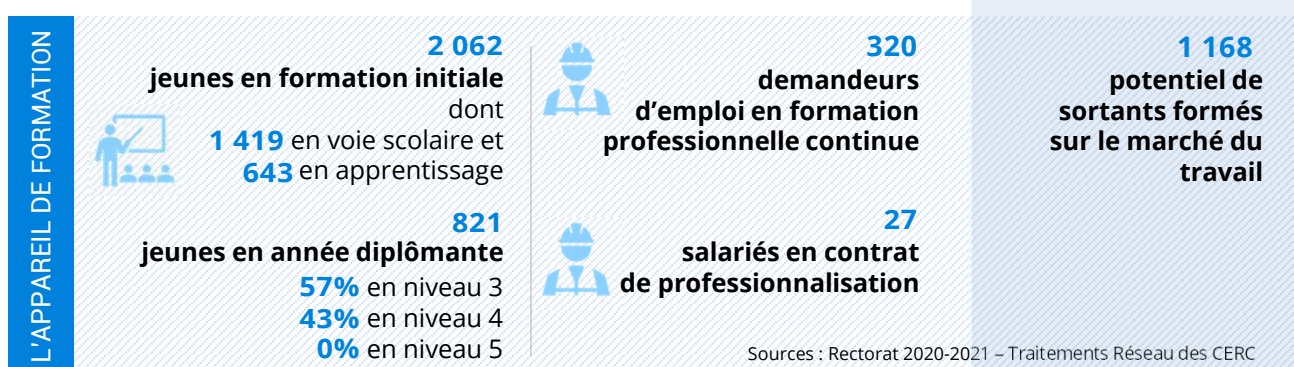 L'APPAREIL DE FORMATION
2 062
jeunes en formation initiale
dont
1 419 en voie scolaire et
643 en apprentissage
821
jeunes en année diplômante
57% en niveau 3
43% en niveau 4
0% en niveau 5
320
demandeurs
d’emploi en formation
professionnelle continue
27
salariés en contrat
de professionnalisation
1 168
potentiel de
sortants formés
sur le marché du
travail
Sources : Rectorat 2020-2021 – Traitements Réseau des CERC